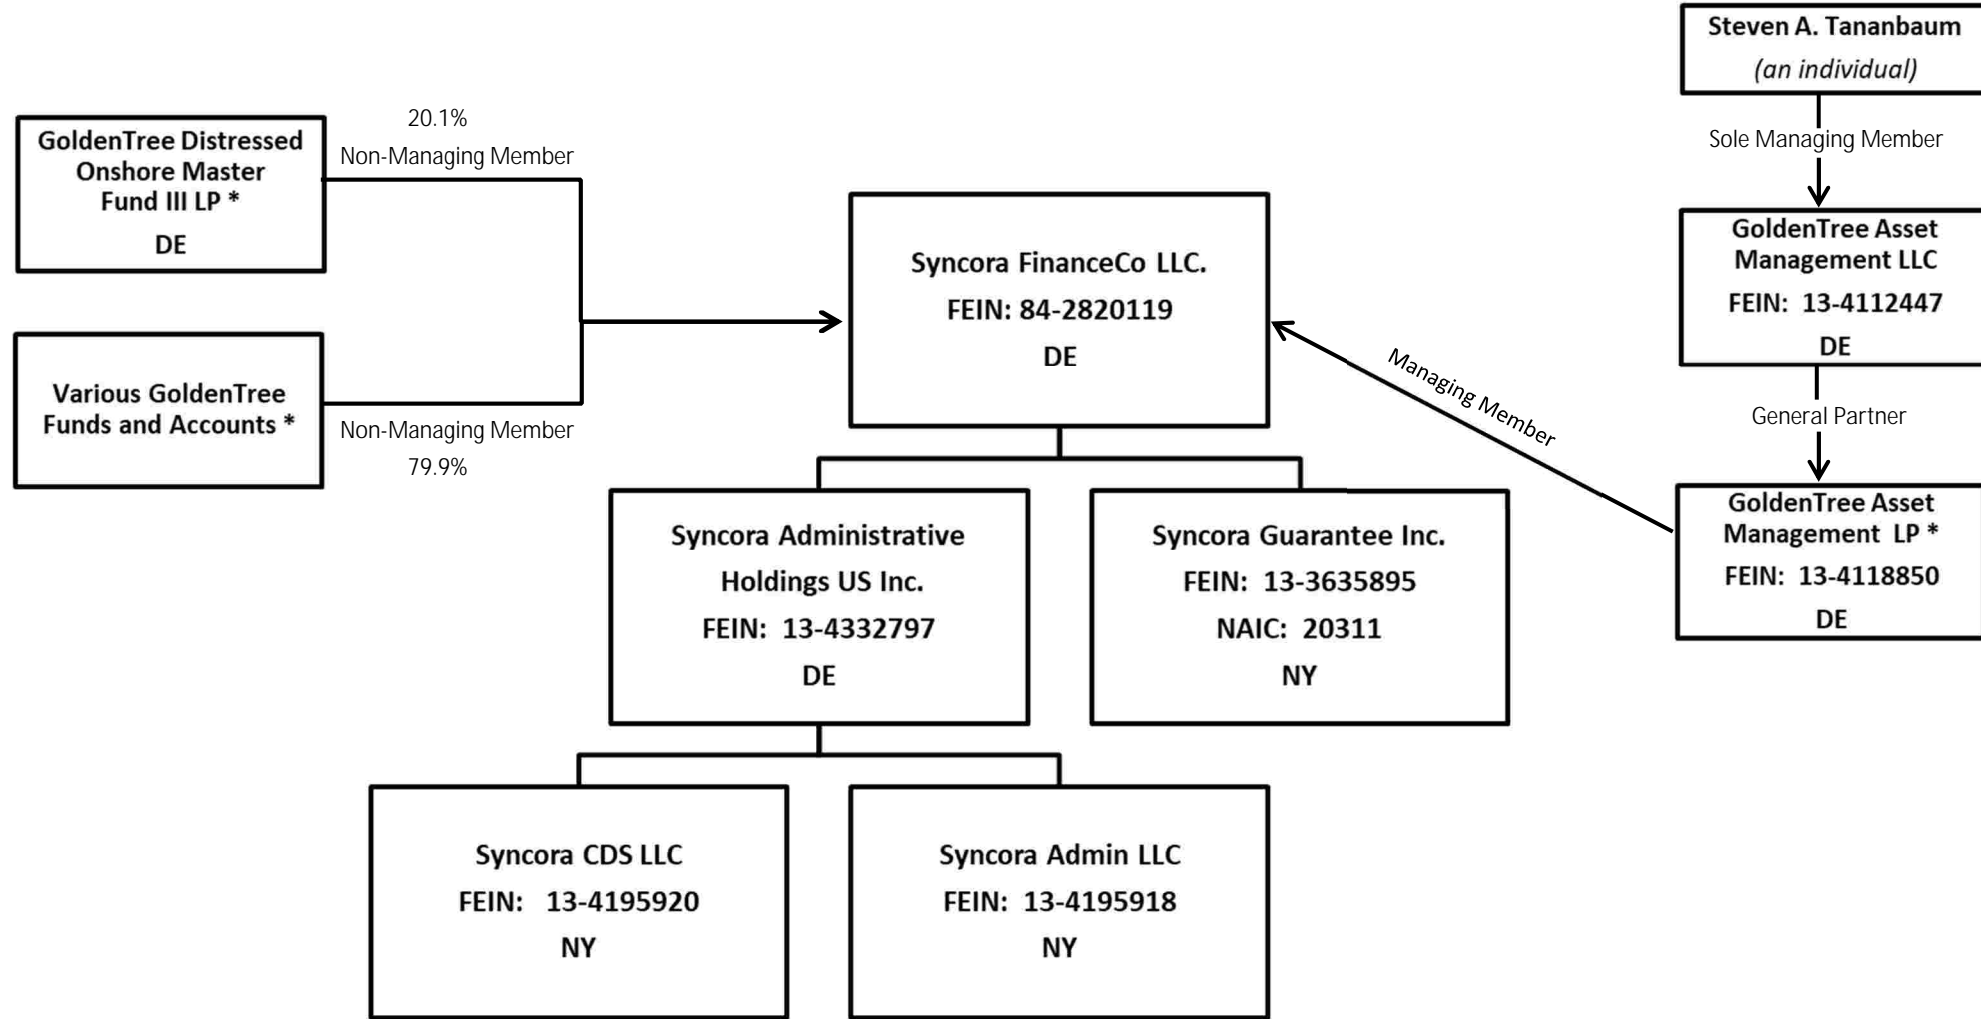 Steven A. Tananbaum
(an individual)
Sole Managing Member
GoldenTree Asset
Management LLC
FEIN: 13-4112447
DE
General Partner
GoldenTree Asset
Management LP *
FEIN: 13-4118850
DE
Managing Member
GoldenTree Distressed
Onshore Master
Fund III LP *
DE
20.1%
Non-Managing Member
Various GoldenTree
Funds and Accounts *
Non-Managing Member
79.9%
Syncora FinanceCo LLC.
FEIN: 84-2820119
DE
Syncora Administrative
Holdings US Inc.
FEIN: 13-4332797
DE
Syncora Guarantee Inc.
FEIN: 13-3635895
NAIC: 20311
NY
Syncora CDS LLC
FEIN: 13-4195920
NY
Syncora Admin LLC
FEIN: 13-4195918
NY